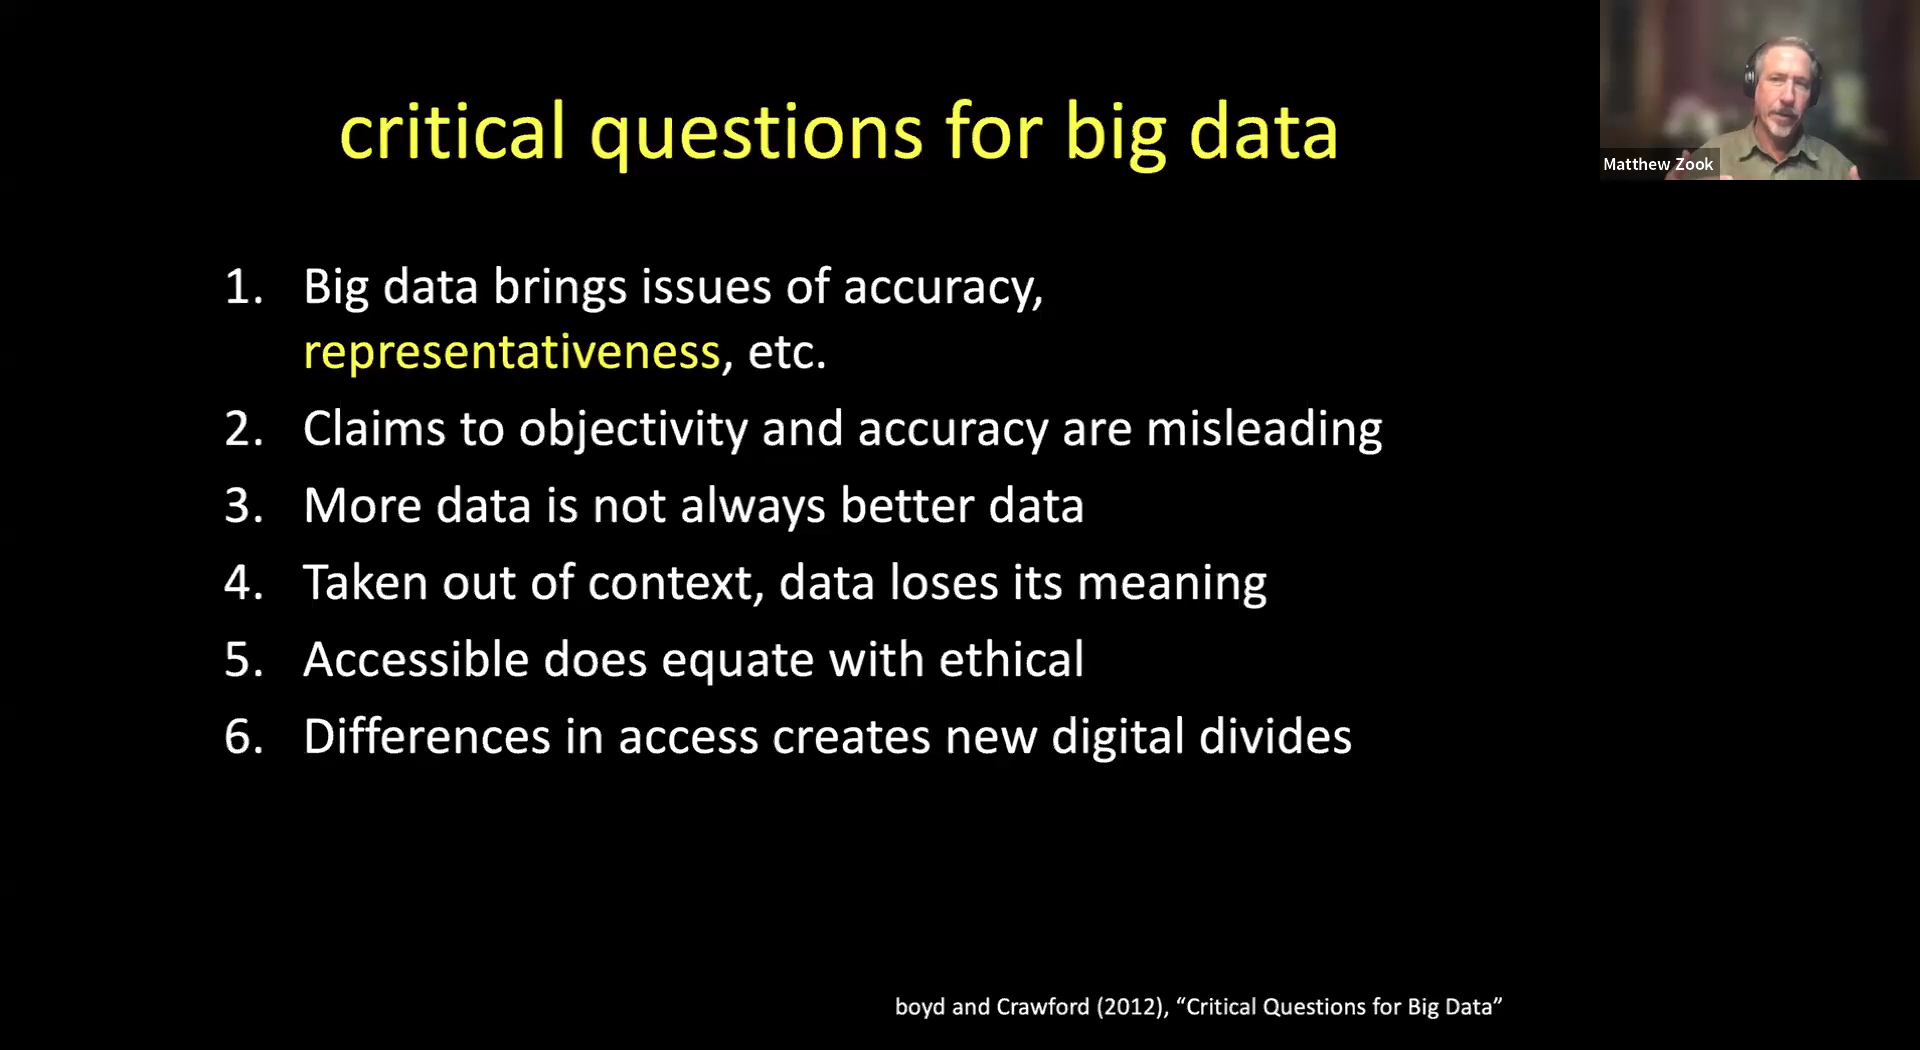 critical questions for big data
Matthew Zook
1. Big data brings issues of accuracy,
representativeness, etc.
2. Claims to objectivity and accuracy are misleading
3. More data is not always better data
4. Taken out of context, data loses its meaning
5. Accessible does equate with ethical
6. Differences in access creates new digital divides
boyd and Crawford (2012), “Critical Questions for Big Data”